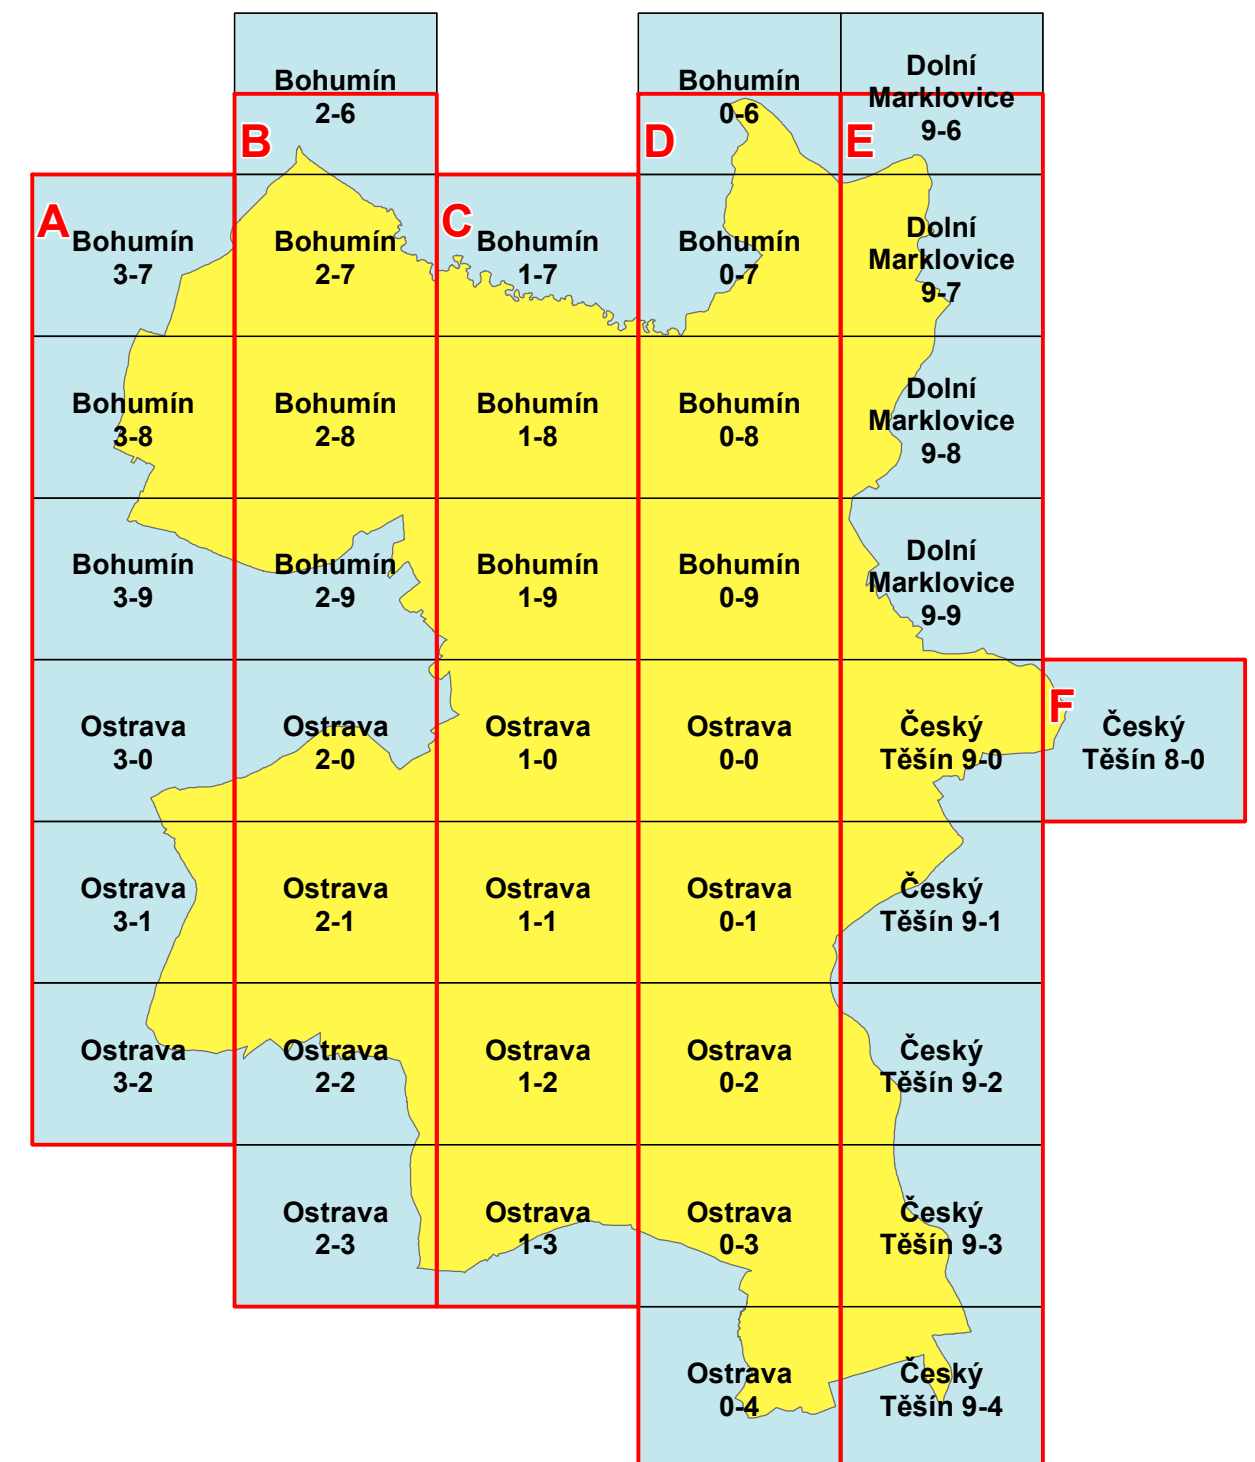 Bohumín
2-6
Bohumín
0-6
Dolní
Marklovice
9-6
B
D
E
A
Bohumín
3-7
Bohumín
2-7
C
Bohumín
1-7
Bohumín
0-7
Dolní
Marklovice
9-7
Bohumín
3-8
Bohumín
2-8
Bohumín
1-8
Bohumín
0-8
Dolní
Marklovice
9-8
Bohumín
3-9
Bohumín
2-9
Bohumín
1-9
Bohumín
0-9
Dolní
Marklovice
9-9
Ostrava
3-0
Ostrava
2-0
Ostrava
1-0
Ostrava
0-0
Český
Těšín 9-0
F
Český
Těšín 8-0
Ostrava
3-1
Ostrava
2-1
Ostrava
1-1
Ostrava
0-1
Český
Těšín 9-1
Ostrava
3-2
Ostrava
2-2
Ostrava
1-2
Ostrava
0-2
Český
Těšín 9-2
Ostrava
2-3
Ostrava
1-3
Ostrava
0-3
Český
Těšín 9-3
Ostrava
0-4
Český
Těšín 9-4